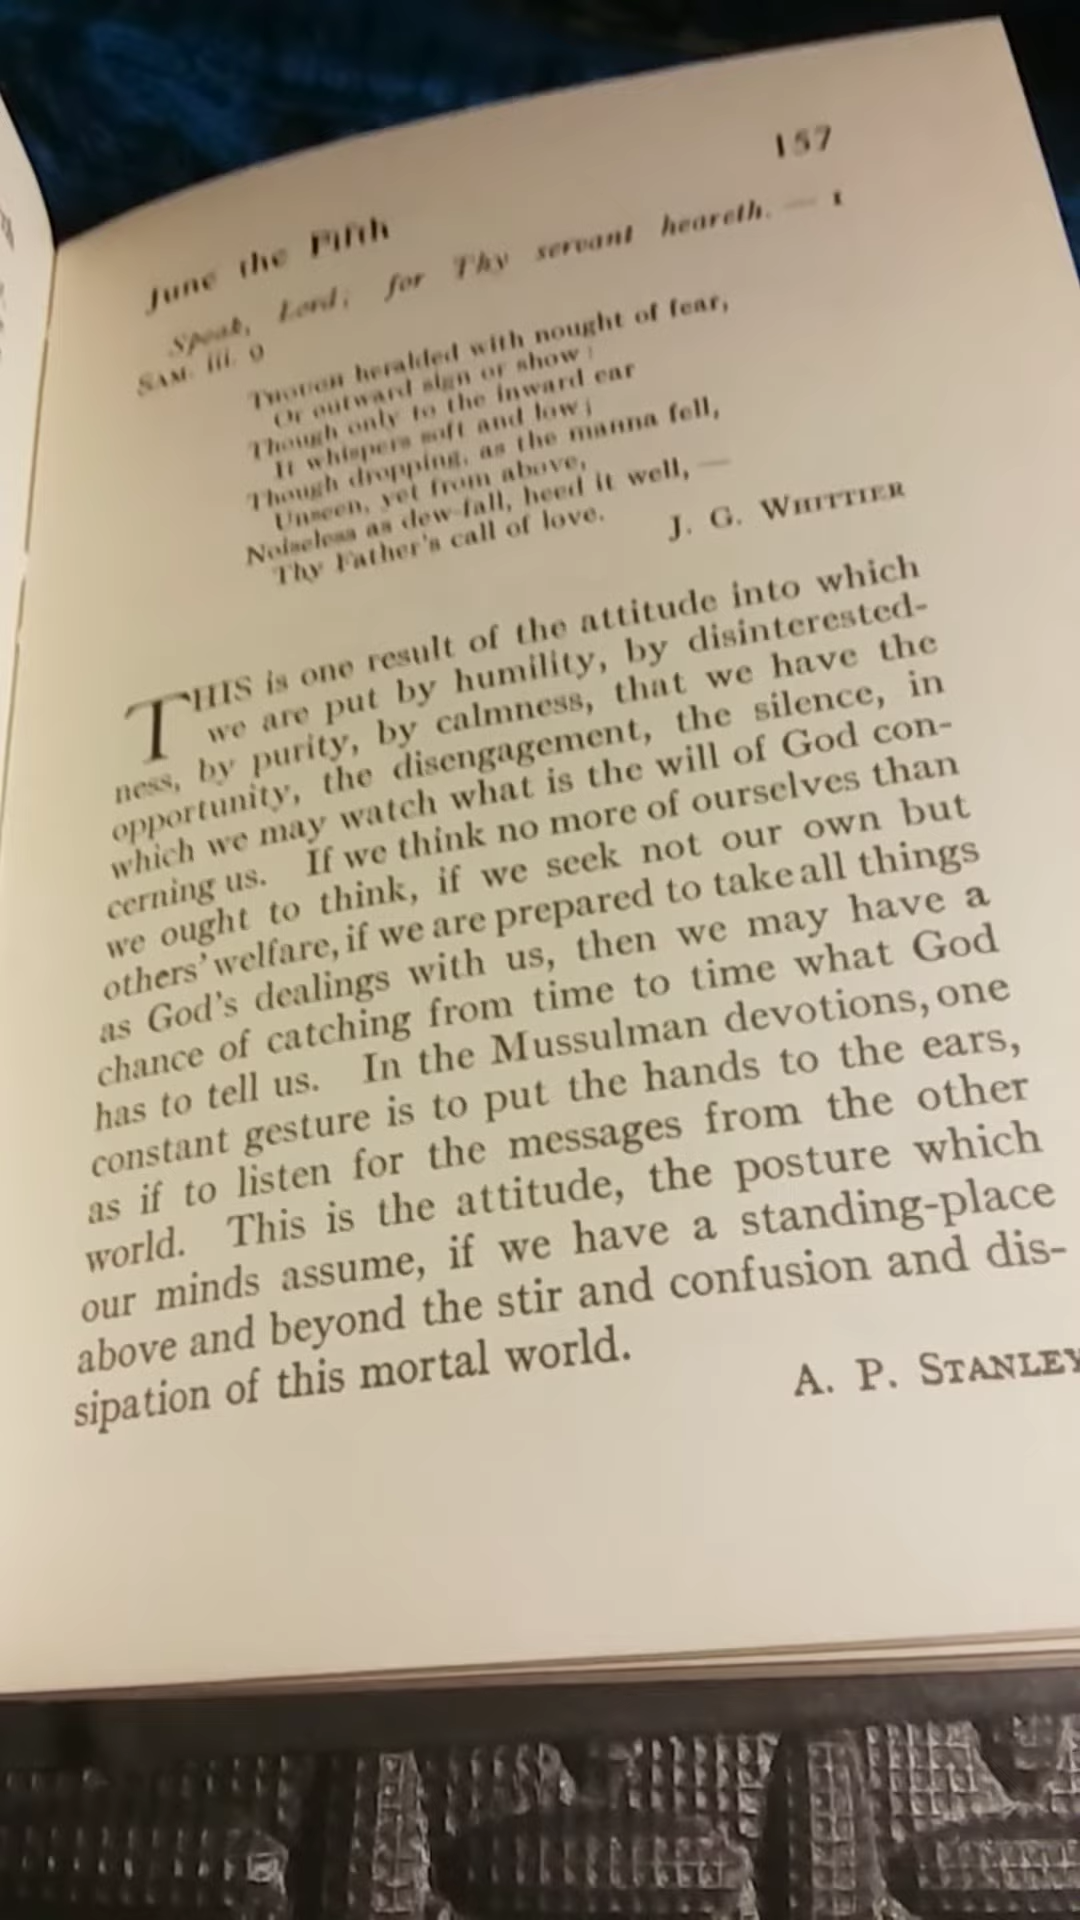 157
June the Fifth
Speak, Lord; for Thy servant heareth. — 1
SAM. iii. 9
THOUGH heralded with nought of fear,
Or outward sign or show;
Though only to the inward ear
It whispers soft and low;
Though dropping, as the manna fell,
Unseen, yet from above,
Noiseless as dew-fall, heed it well, —
Thy Father's call of love.
J. G. WHITTIER
THIS is one result of the attitude into which
we are put by humility, by disinterested-
ness, by purity, by calmness, that we have the
opportunity, the disengagement, the silence, in
which we may watch what is the will of God con-
cerning us. If we think no more of ourselves than
we ought to think, if we seek not our own but
others' welfare, if we are prepared to take all things
as God's dealings with us, then we may have a
chance of catching from time to time what God
has to tell us. In the Mussulman devotions, one
constant gesture is to put the hands to the ears,
as if to listen for the messages from the other
world. This is the attitude, the posture which
our minds assume, if we have a standing-place
above and beyond the stir and confusion and dis-
sipation of this mortal world.
A. P. STANLEY